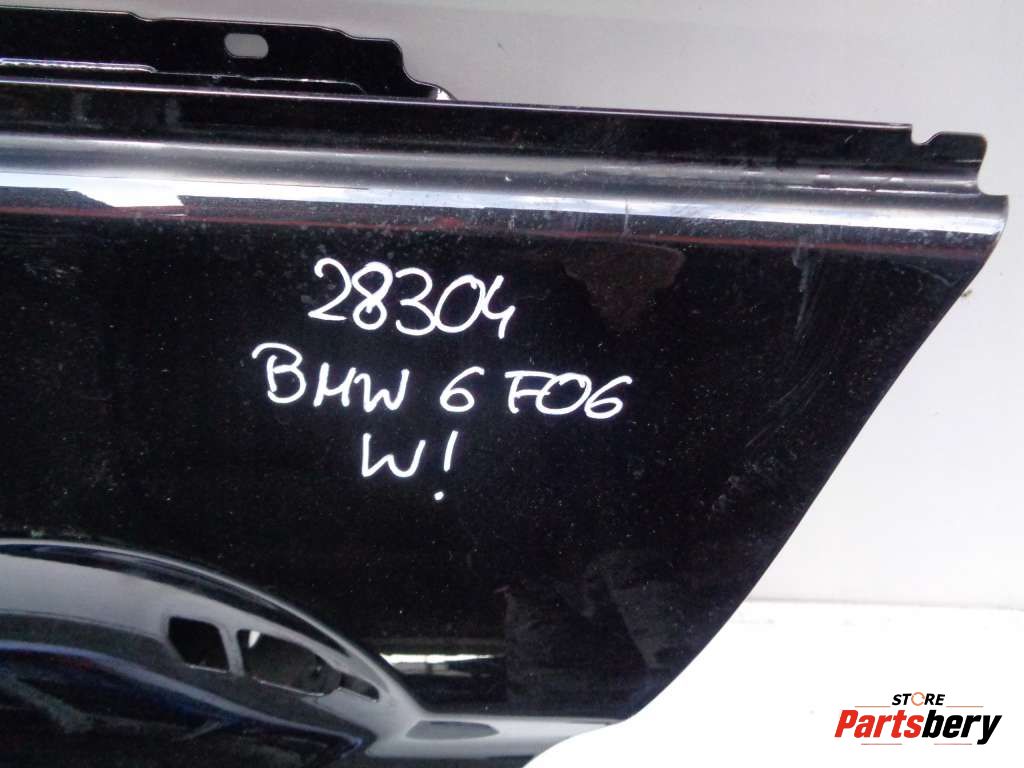 28304
BMW 6 F06
W!
STORE
Partsbery